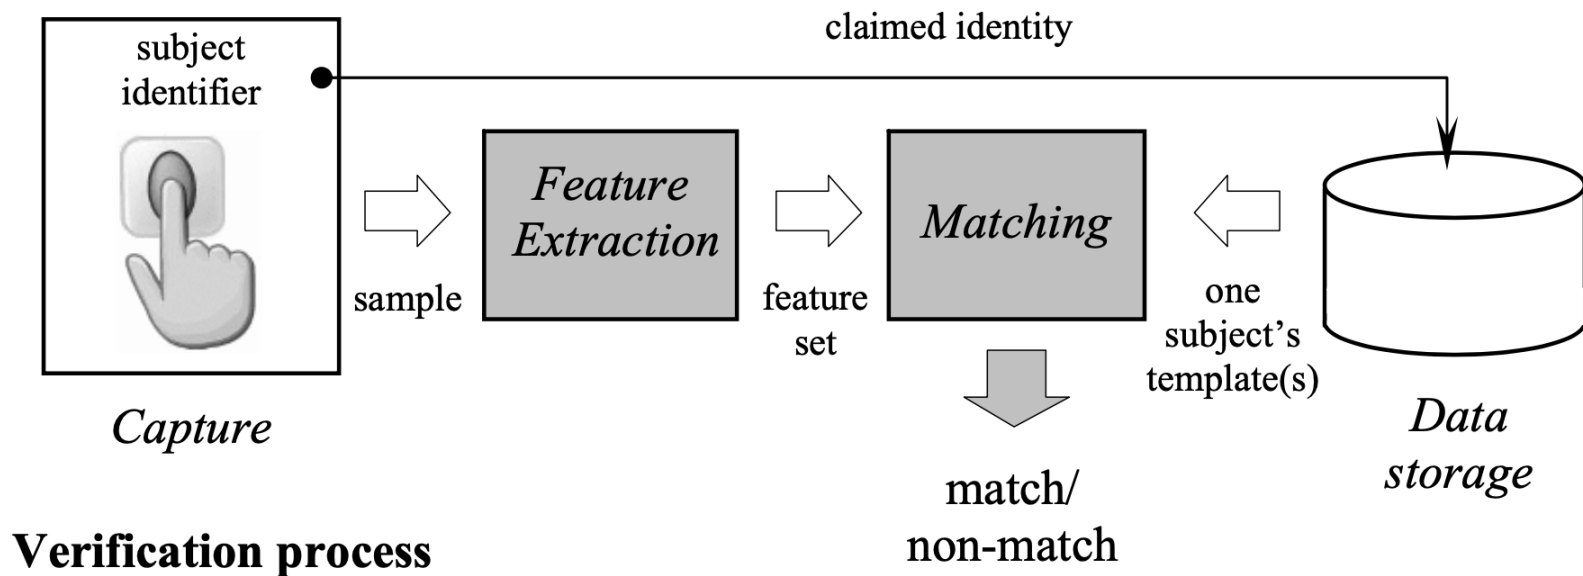 claimed identity
subject
identifier
Feature
Extraction
Matching
sample
feature
set
one
subject's
template(s)
Capture
Data
storage
match/
non-match
Verification process